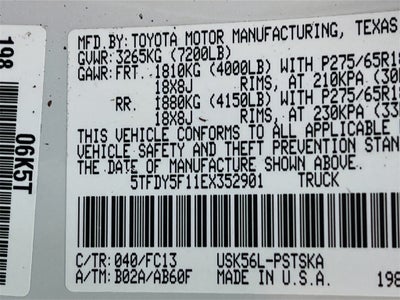 MFD.BY: TOYOTA MOTOR MANUFACTURING, TEXAS
GVWR: 3265KG (7200LB)
GAWR: FRT. 1810KG (4000LB) WITH P275/65R18
18X8J RIMS, AT 210KPA (30
RR. 1880KG (4150LB) WITH P275/65R18
18X8J RIMS, AT 230KPA (33
THIS VEHICLE CONFORMS TO ALL APPLICABLE
VEHICLE SAFETY AND THEFT PREVENTION STAN
THE DATE OF MANUFACTURE SHOWN ABOVE.
5TFDY5F11EX352901 TRUCK
C/TR: 040/FC13 USK56L-PSTSKA
A/TM: B02A/AB60F MADE IN U.S.A. 198
198
06K5T